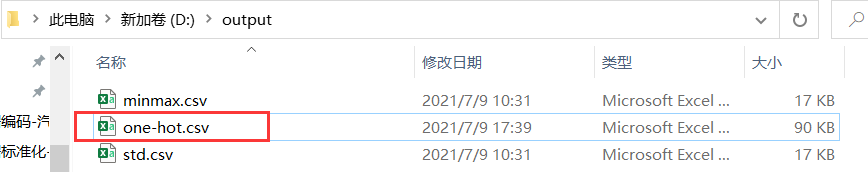 此电脑 > 新加卷 (D:) > output
名称 修改日期 类型 大小
minmax.csv 2021/7/9 10:31 Microsoft Excel ... 17 KB
编码-汽 one-hot.csv 2021/7/9 17:39 Microsoft Excel ... 90 KB
标准化- std.csv 2021/7/9 10:31 Microsoft Excel ... 17 KB